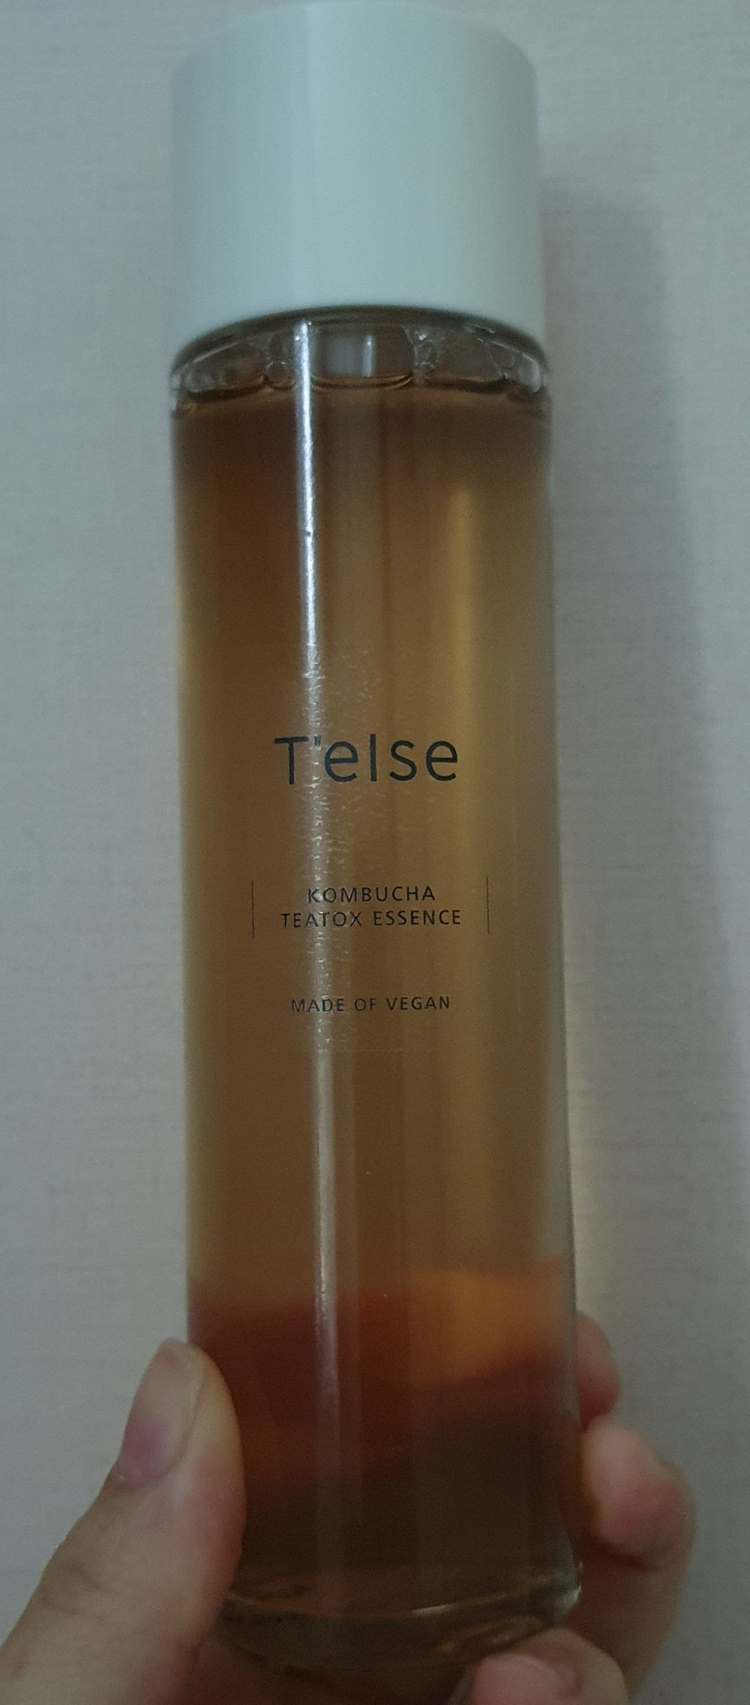 T'else
KOMBUCHA
TEATOX ESSENCE
MADE OF VEGAN